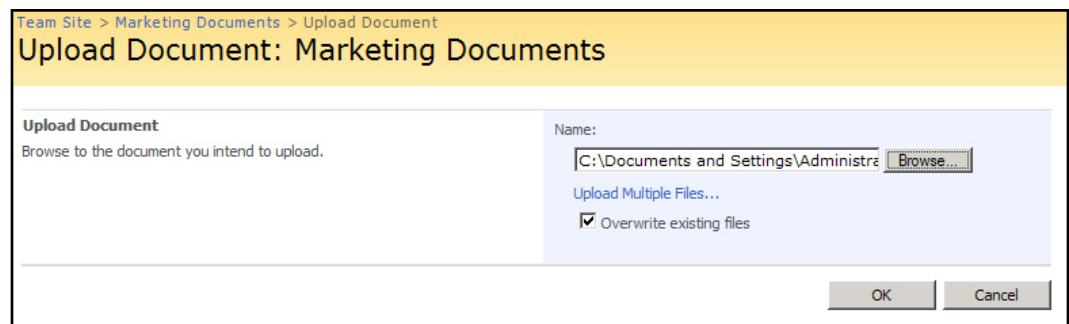 Team Site > Marketing Documents > Upload Document
Upload Document: Marketing Documents
Upload Document
Browse to the document you intend to upload.
Name:
C:\Documents and Settings\Administra Browse...
Upload Multiple Files...
Overwrite existing files
OK Cancel